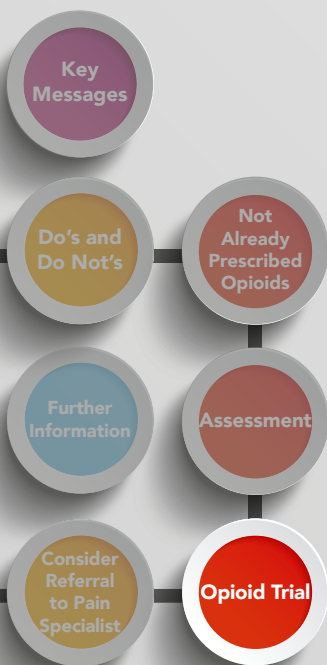 Key
Messages
Do's and
Do Not's
Not
Already
Prescribed
Opioids
Further
Information
Assessment
Consider
Referral
to Pain
Specialist
Opioid Trial